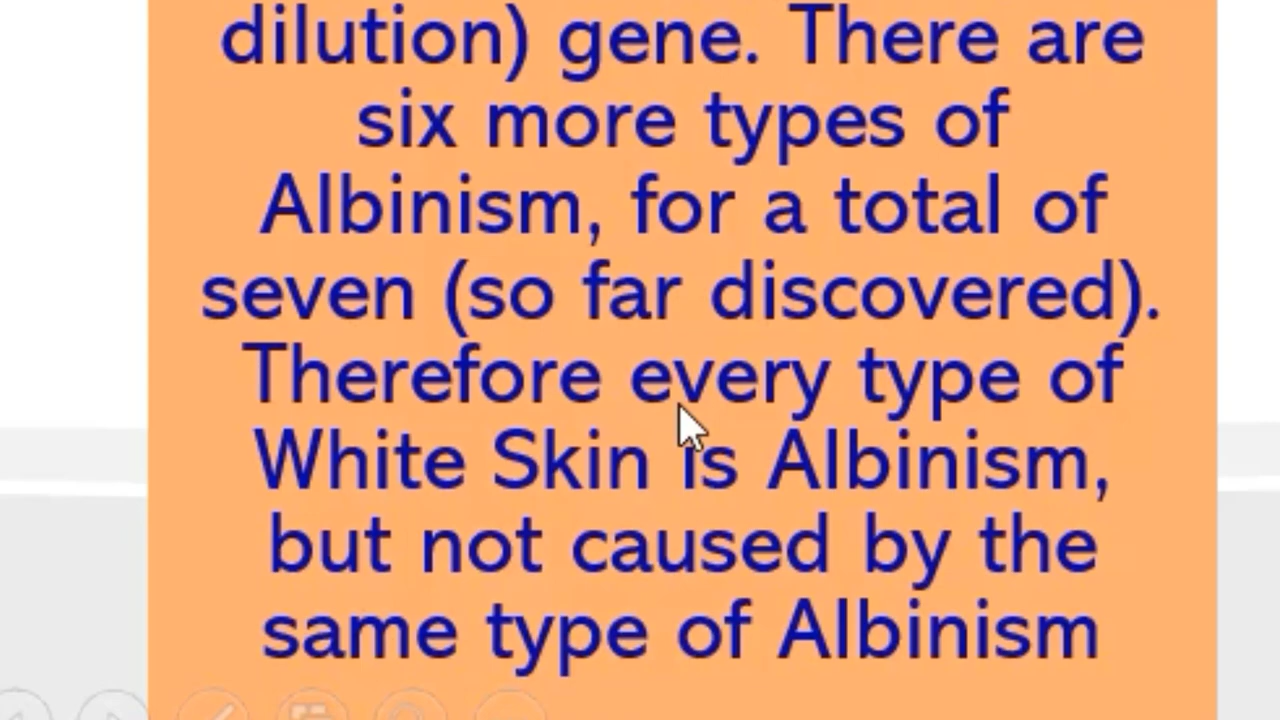 dilution) gene. There are
six more types of
Albinism, for a total of
seven (so far discovered).
Therefore every type of
White Skin is Albinism,
but not caused by the
same type of Albinism